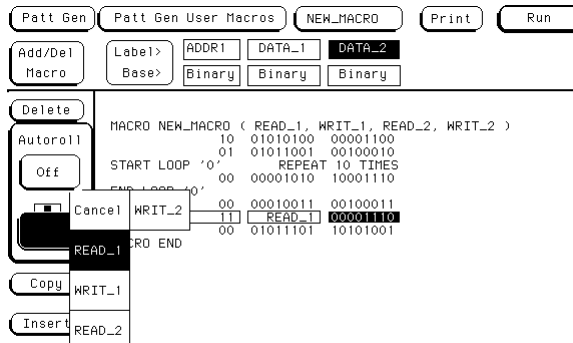 Patt Gen Patt Gen User Macros NEW_MACRO Print Run
Add/Del Macro
Label> ADDR1 DATA_1 DATA_2
Base> Binary Binary Binary
Delete
Autoroll
Off
MACRO NEW_MACRO ( READ_1, WRIT_1, READ_2, WRIT_2 )
10 01010100 00001100
01 01011001 00100010
START LOOP '0' REPEAT 10 TIMES
00 00001010 10001110
END LOOP '0'
00 00010011 00100011
11 READ_1 00001110
00 01011101 10101001
CRO END
Cancel WRIT_2
READ_1
WRIT_1
READ_2
Copy
Insert